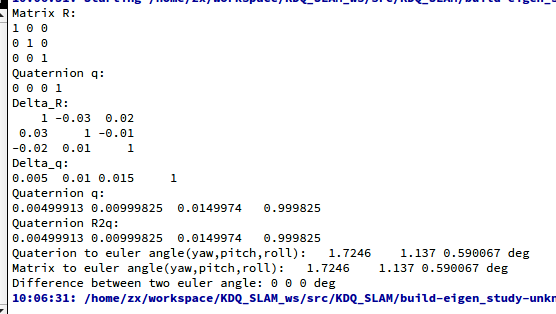 10:06:31: Starting /home/zx/workspace/KDQ_SLAM_ws/src/KDQ_SLAM/build-eigen_s
Matrix R:
1 0 0
0 1 0
0 0 1
Quaternion q:
0 0 0 1
Delta_R:
    1 -0.03  0.02
 0.03     1 -0.01
-0.02  0.01     1
Delta_q:
0.005  0.01 0.015     1
Quaternion q:
0.00499913 0.00999825  0.0149974   0.999825
Quaternion R2q:
0.00499913 0.00999825  0.0149974   0.999825
Quaterion to euler angle(yaw,pitch,roll):   1.7246    1.137 0.590067 deg
Matrix to euler angle(yaw,pitch,roll):   1.7246    1.137 0.590067 deg
Difference between two euler angle: 0 0 0 deg
10:06:31: /home/zx/workspace/KDQ_SLAM_ws/src/KDQ_SLAM/build-eigen_study-unkn